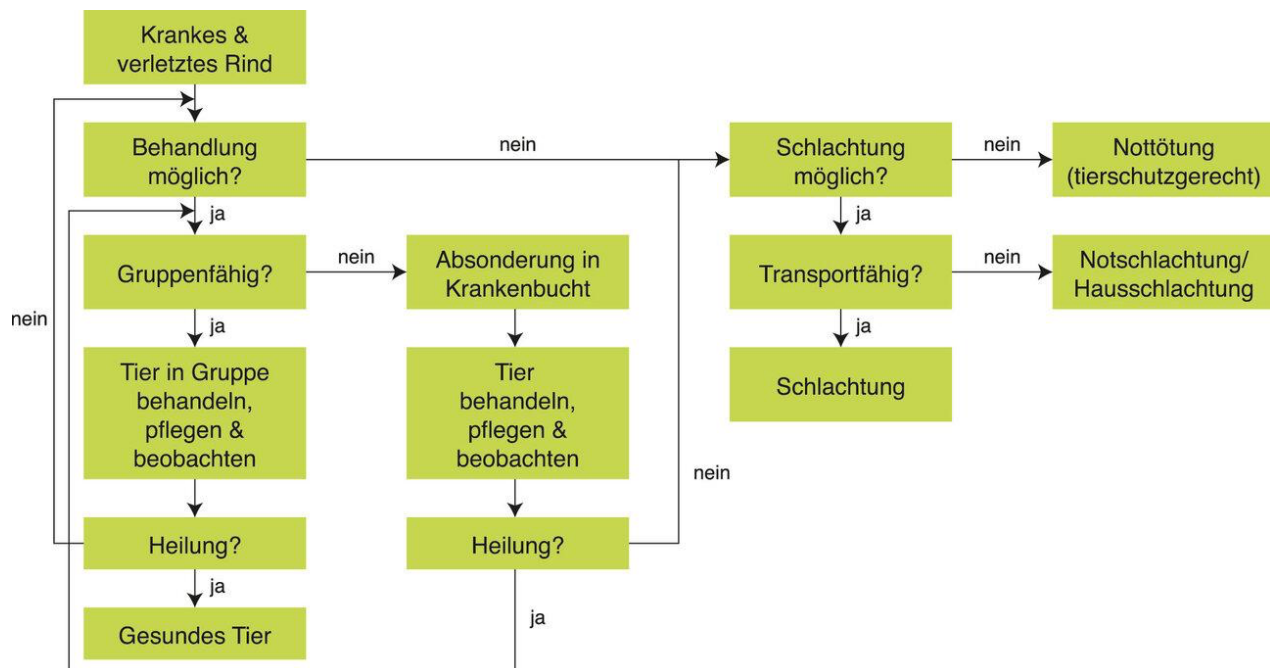 Krankes &
verletztes Rind
Behandlung
möglich?
nein
Schlachtung
möglich?
nein
Nottötung
(tierschutzgerecht)
ja
ja
Gruppenfähig?
nein
Absonderung in
Krankenbucht
Transportfähig?
nein
Notschlachtung/
Hausschlachtung
nein
ja
ja
Tier in Gruppe
behandeln,
pflegen &
beobachten
Tier
behandeln,
pflegen &
beobachten
Schlachtung
nein
Heilung?
Heilung?
ja
ja
Gesundes Tier